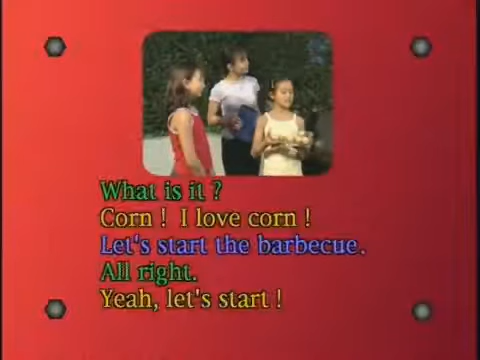 What is it ?
Corn ! I love corn !
Let's start the barbecue.
All right.
Yeah, let's start !